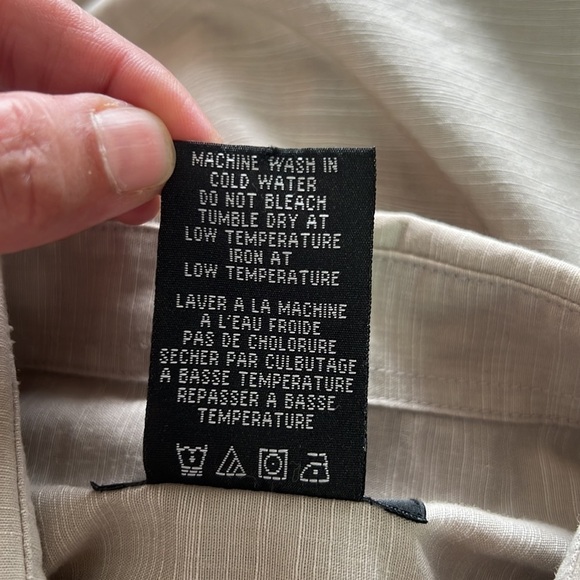 MACHINE WASH IN
COLD WATER
DO NOT BLEACH
TUMBLE DRY AT
LOW TEMPERATURE
IRON AT
LOW TEMPERATURE
LAVER A LA MACHINE
A L'EAU FROIDE
PAS DE CHOLORURE
SECHER PAR CULBUTAGE
A BASSE TEMPERATURE
REPASSER A BASSE
TEMPERATURE